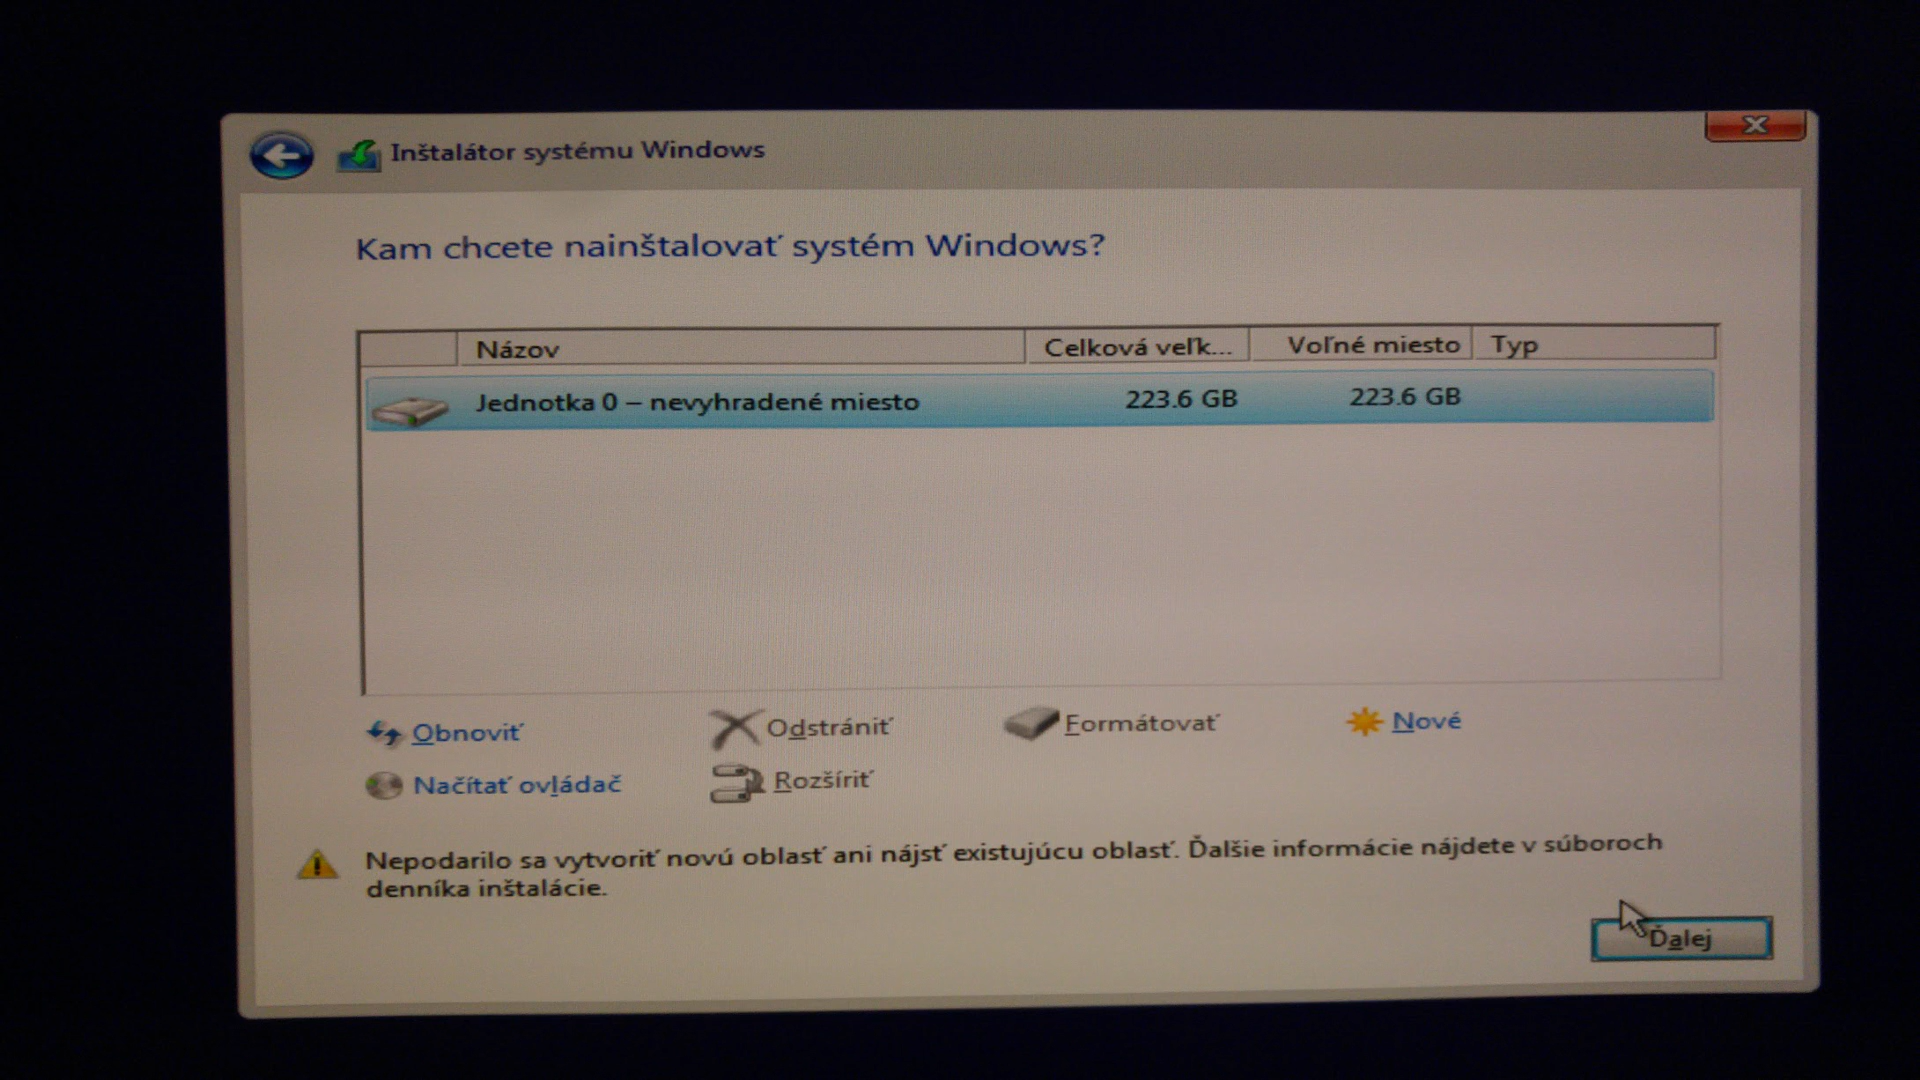 Inštalátor systému Windows
Kam chcete nainštalovať systém Windows?
Názov Celková veľk... Voľné miesto Typ
Jednotka 0 – nevyhradené miesto 223.6 GB 223.6 GB
Obnoviť Odstrániť Formátovať Nové
Načítať ovládač Rozšíriť
Nepodarilo sa vytvoriť novú oblasť ani nájsť existujúcu oblasť. Ďalšie informácie nájdete v súboroch
denníka inštalácie.
Ďalej